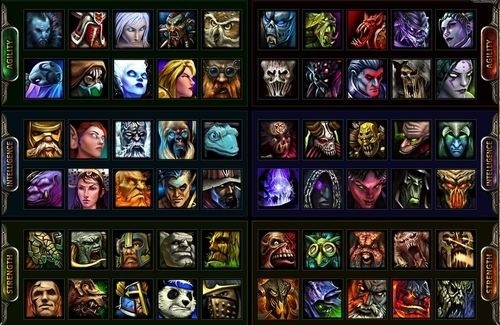 AGILITY
AGILITY
INTELLIGENCE
INTELLIGENCE
STRENGTH
STRENGTH